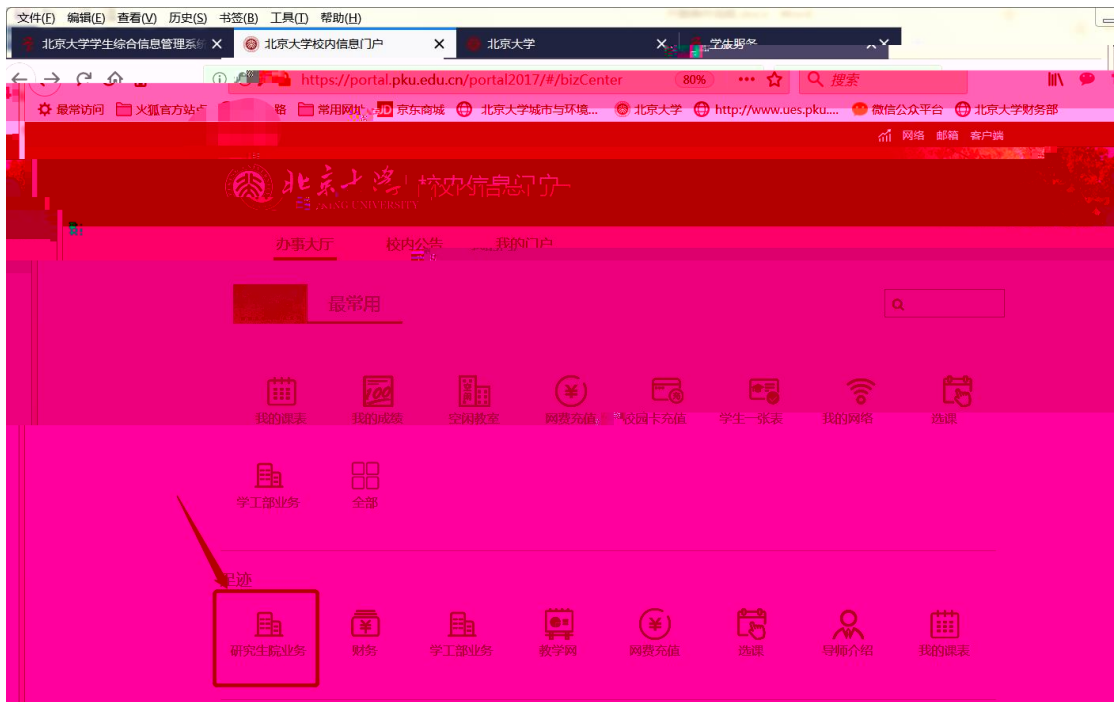 文件(F) 编辑(E) 查看(V) 历史(S) 书签(B) 工具(T) 帮助(H)
北京大学学生综合信息管理系统 北京大学校内信息门户 北京大学 学生服务
https://portal.pku.edu.cn/portal2017/#/bizCenter 80% 搜索
最常访问 火狐官方站点 路 常用网址 JD 京东商城 北京大学城市与环境... 北京大学 http://www.ues.pku.... 微信公众平台 北京大学财务部
网络 邮箱 客户端
北京大学 校内信息门户
UNIVERSITY
办事大厅 校内公告 我的门户
最常用
我的课表 我的成绩 空闲教室 网费充值 校园卡充值 学生一张表 我的网络 选课
学工部业务 全部
足迹
研究生院业务 财务 学工部业务 教学网 网费充值 选课 导师介绍 我的课表